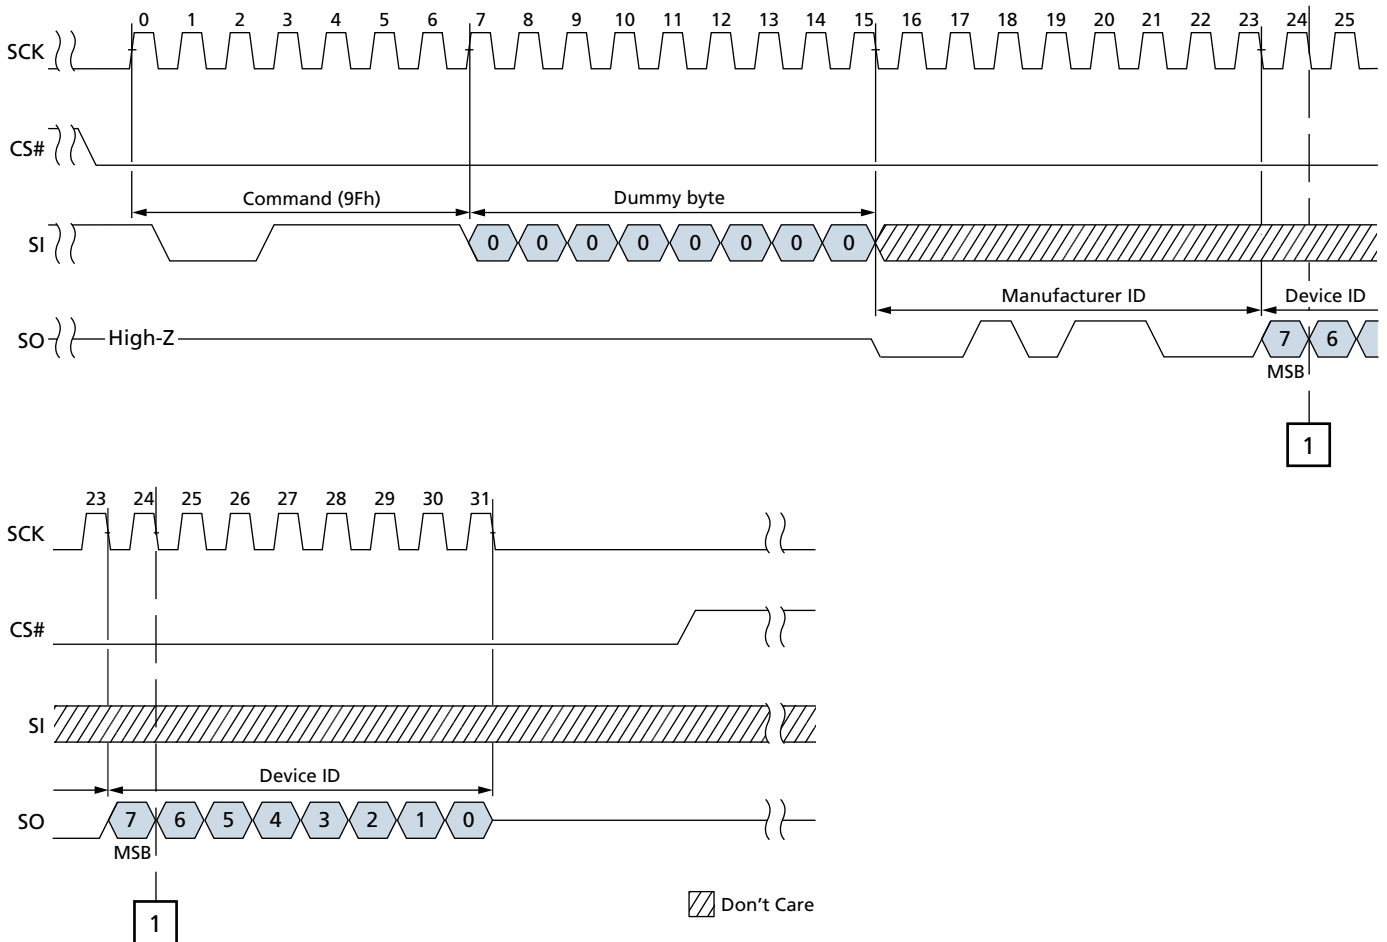 0 1 2 3 4 5 6 7 8 9 10 11 12 13 14 15 16 17 18 19 20 21 22 23 24 25
SCK
CS#
Command (9Fh) Dummy byte
SI 0 0 0 0 0 0 0 0
Manufacturer ID Device ID
SO High-Z 7 6
MSB
1
23 24 25 26 27 28 29 30 31
SCK
CS#
SI
Device ID
SO 7 6 5 4 3 2 1 0
MSB
Don't Care
1